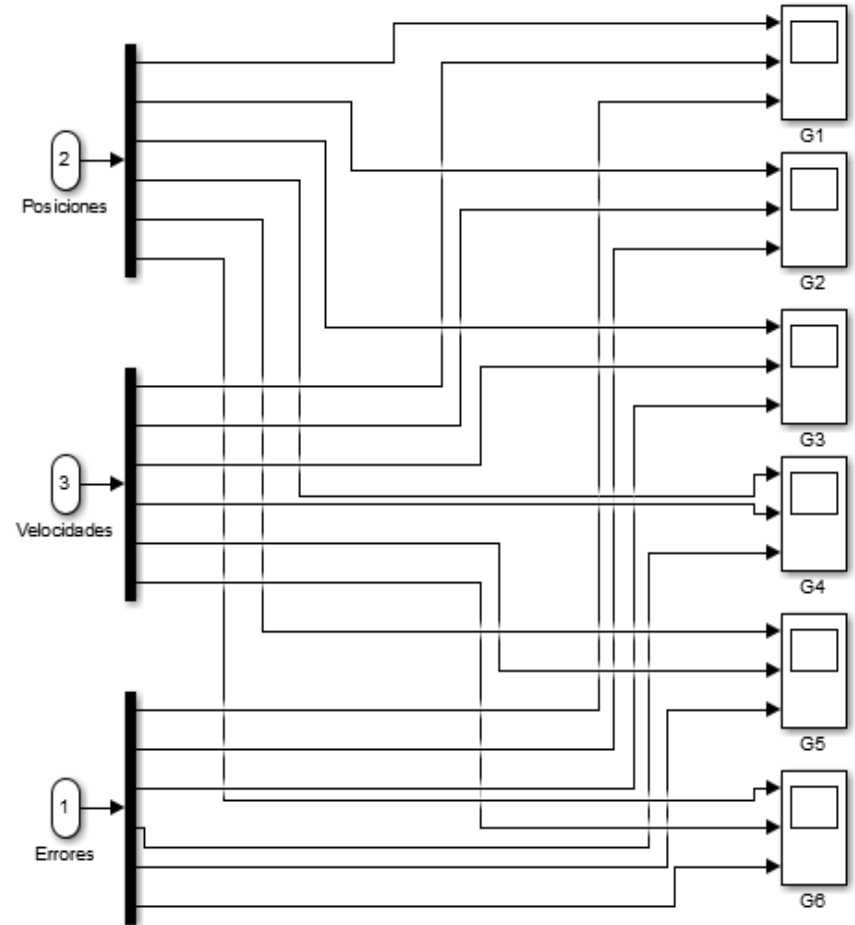 G1
2
Posiciones
G2
G3
3
Velocidades
G4
G5
1
Errores
G6